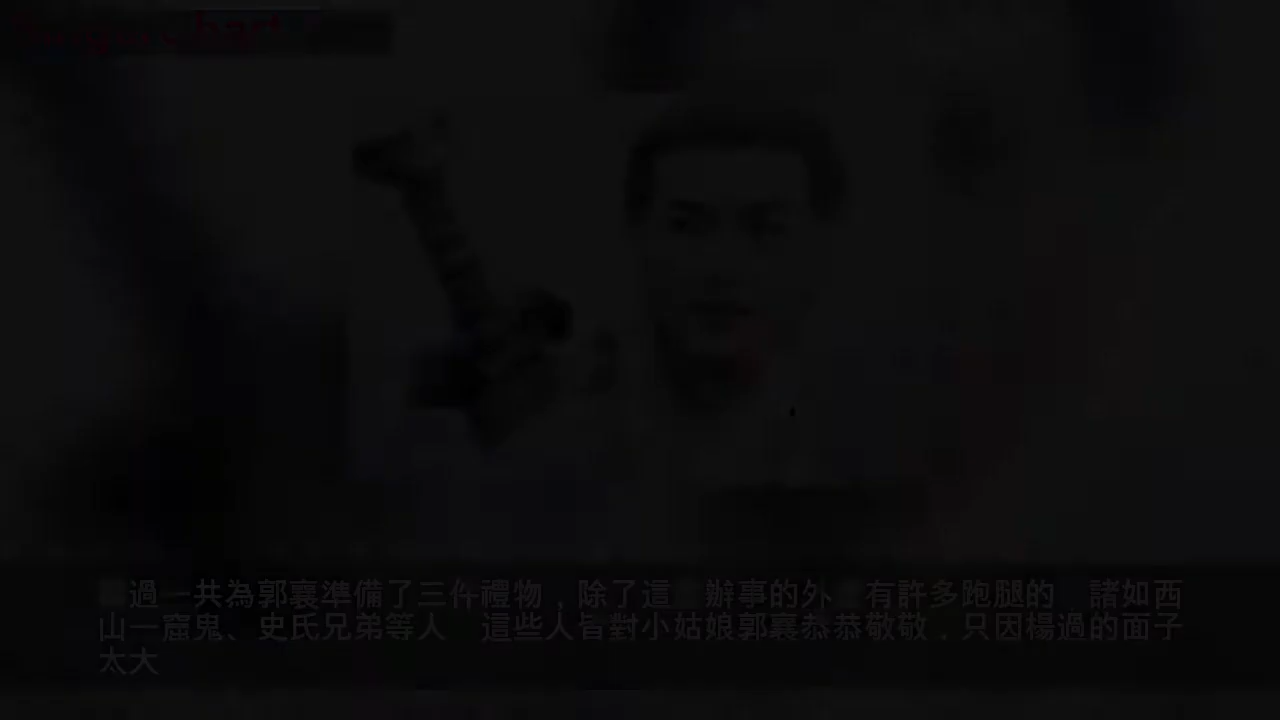 過一共為郭襄準備了三件禮物，除了這 辦事的外 有許多跑腿的 諸如西
山一窟鬼、史氏兄弟等人 這些人皆對小姑娘郭襄恭恭敬敬，只因楊過的面子
太大